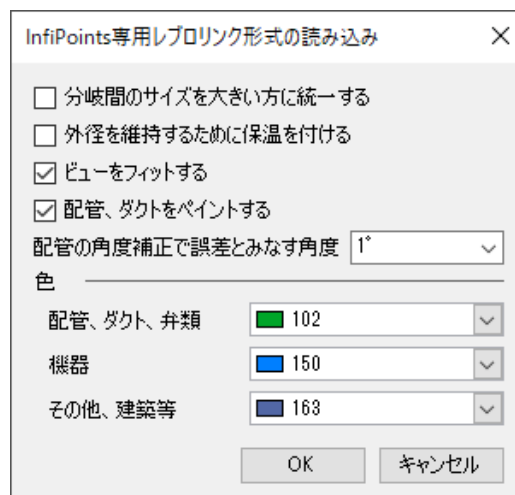 InfiPoints専用レブロリンク形式の読み込み
分岐間のサイズを大きい方に統一する
外径を維持するために保温を付ける
ビューをフィットする
配管、ダクトをペイントする
配管の角度補正で誤差とみなす角度 1°
色
配管、ダクト、弁類 102
機器 150
その他、建築等 163
OK キャンセル